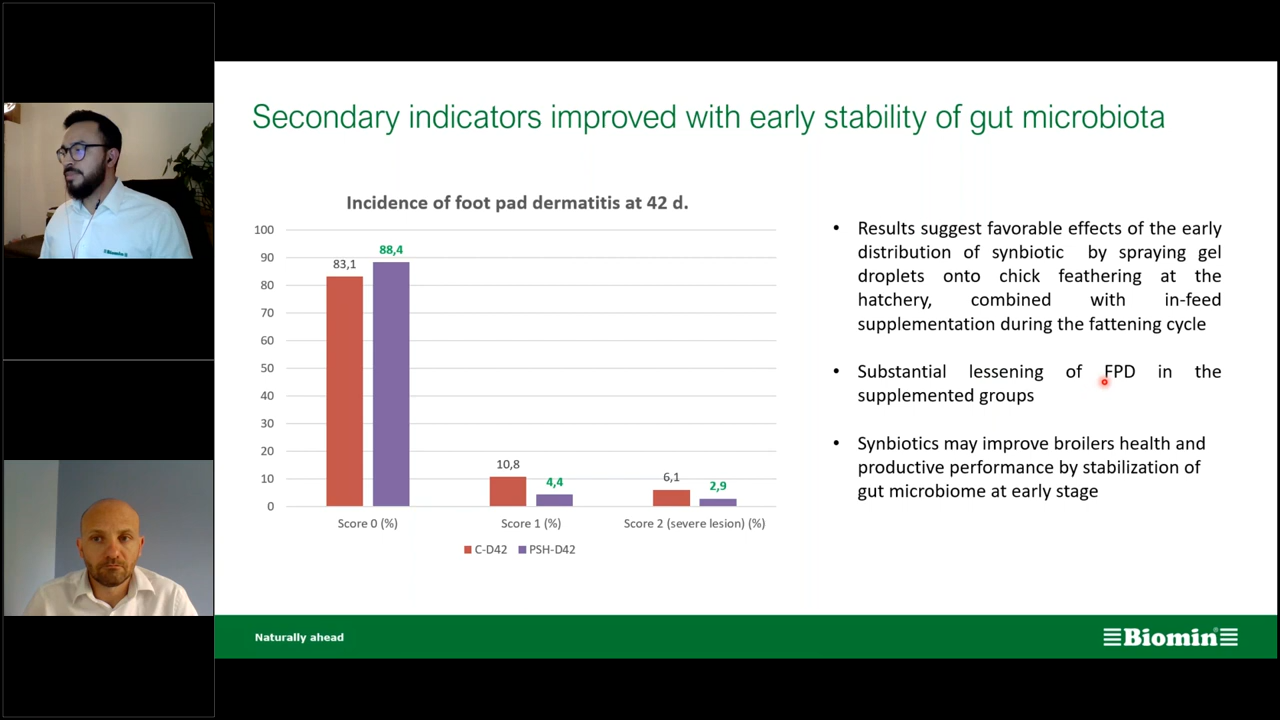 Secondary indicators improved with early stability of gut microbiota
Incidence of foot pad dermatitis at 42 d.
100
90
80
70
60
50
40
30
20
10
0
83,1
88,4
10,8
4,4
6,1
2,9
Score 0 (%)
Score 1 (%)
Score 2 (severe lesion) (%)
C-D42
PSH-D42
• Results suggest favorable effects of the early
distribution of synbiotic by spraying gel
droplets onto chick feathering at the
hatchery, combined with in-feed
supplementation during the fattening cycle
• Substantial lessening of FPD in the
supplemented groups
• Synbiotics may improve broilers health and
productive performance by stabilization of
gut microbiome at early stage
Naturally ahead
Biomin®
Biomin